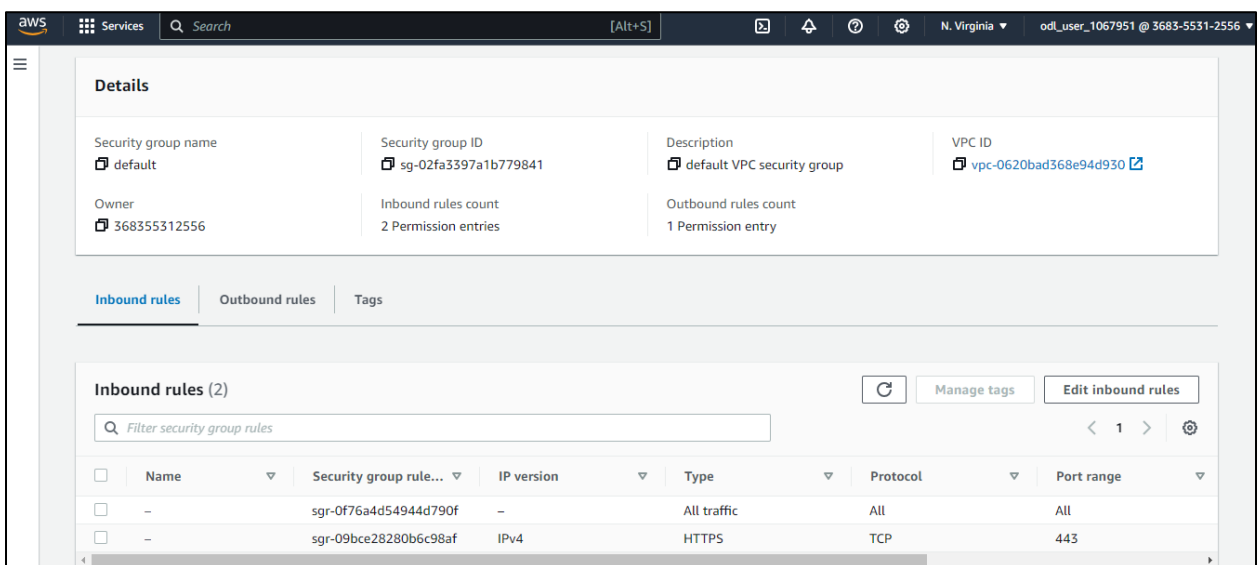 aws Services Search [Alt+S] N. Virginia odl_user_1067951 @ 3683-5531-2556
Details
Security group name Security group ID Description VPC ID
default sg-02fa3397a1b779841 default VPC security group vpc-0620bad368e94d930
Owner Inbound rules count Outbound rules count
368355312556 2 Permission entries 1 Permission entry
Inbound rules Outbound rules Tags
Inbound rules (2) Manage tags Edit inbound rules
Filter security group rules 1
Name Security group rule... IP version Type Protocol Port range
– sgr-0f76a4d54944d790f – All traffic All All
– sgr-09bce28280b6c98af IPv4 HTTPS TCP 443